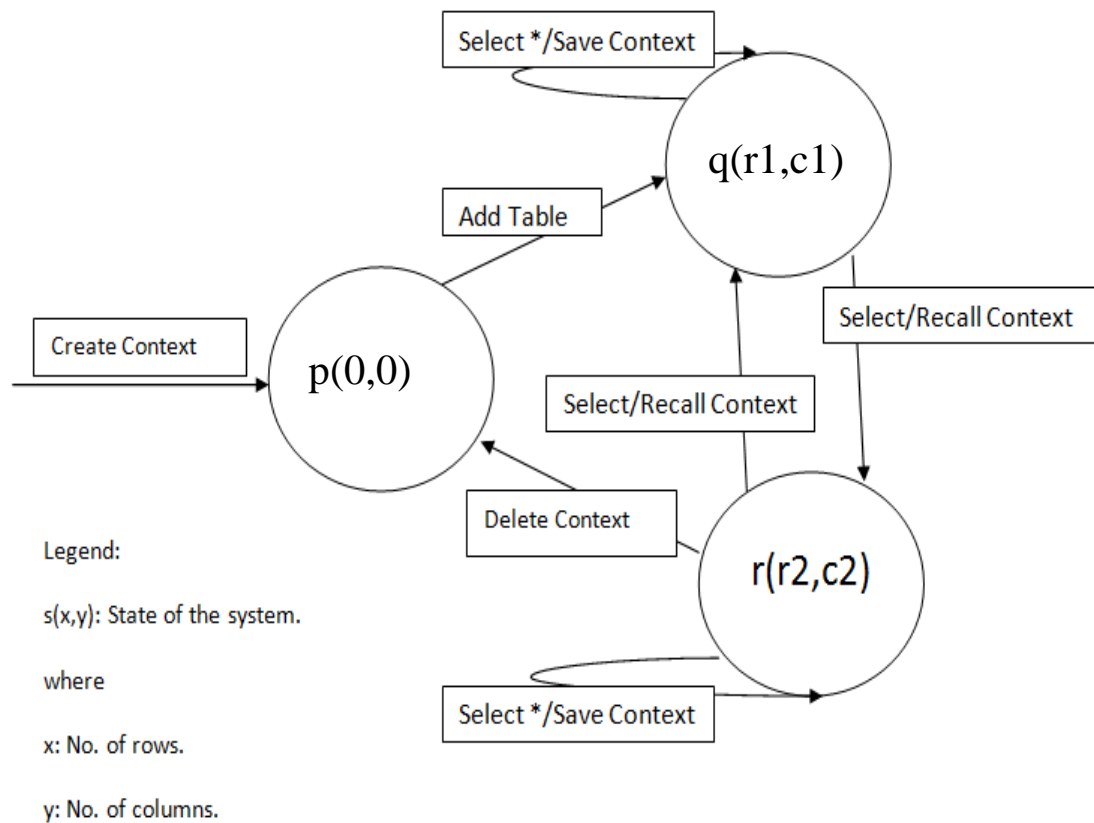 Select */Save Context
q(r1,c1)
Add Table
Create Context
p(0,0)
Select/Recall Context
Select/Recall Context
Delete Context
r(r2,c2)
Select */Save Context
Legend:
s(x,y): State of the system.
where
x: No. of rows.
y: No. of columns.